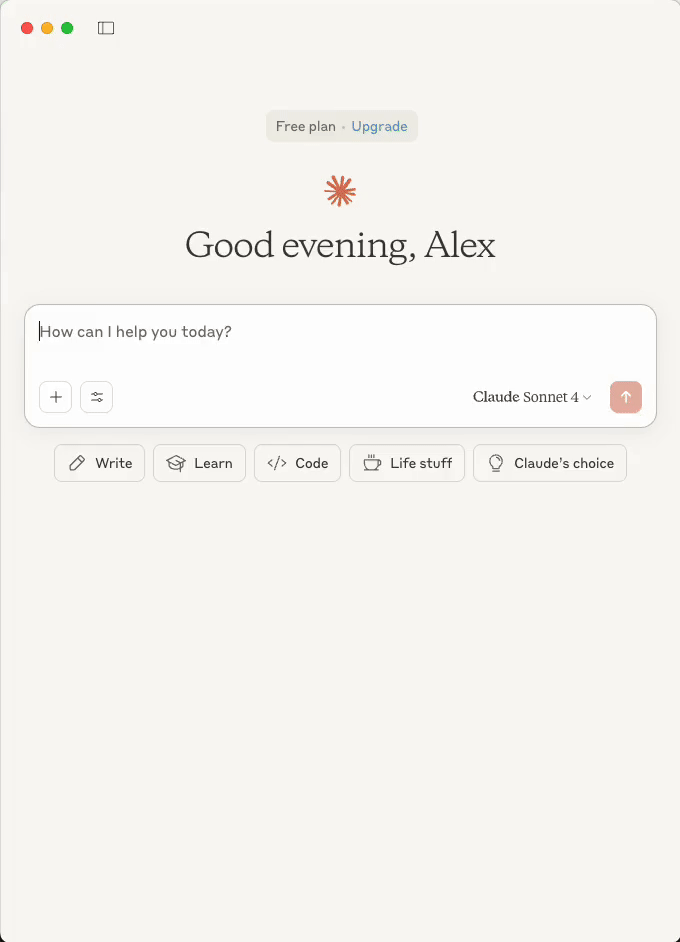 Free plan · Upgrade
Good evening, Alex
How can I help you today?
Claude Sonnet 4
Write
Learn
Code
Life stuff
Claude's choice